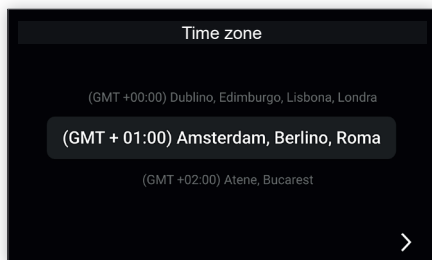 Time zone
(GMT +00:00) Dublino, Edimburgo, Lisbona, Londra
(GMT + 01:00) Amsterdam, Berlino, Roma
(GMT +02:00) Atene, Bucarest